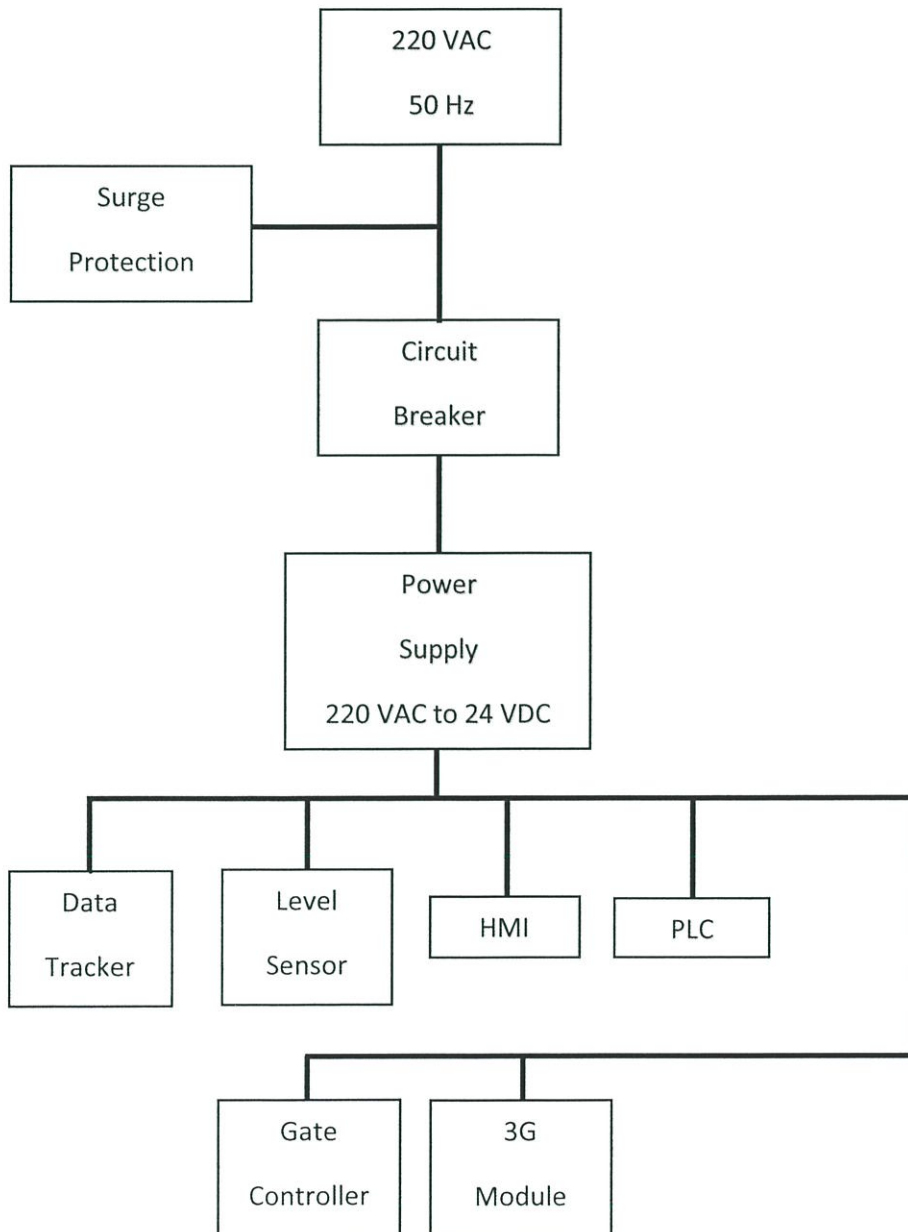 220 VAC
50 Hz
Surge
Protection
Circuit
Breaker
Power
Supply
220 VAC to 24 VDC
Data
Tracker
Level
Sensor
HMI
PLC
Gate
Controller
3G
Module